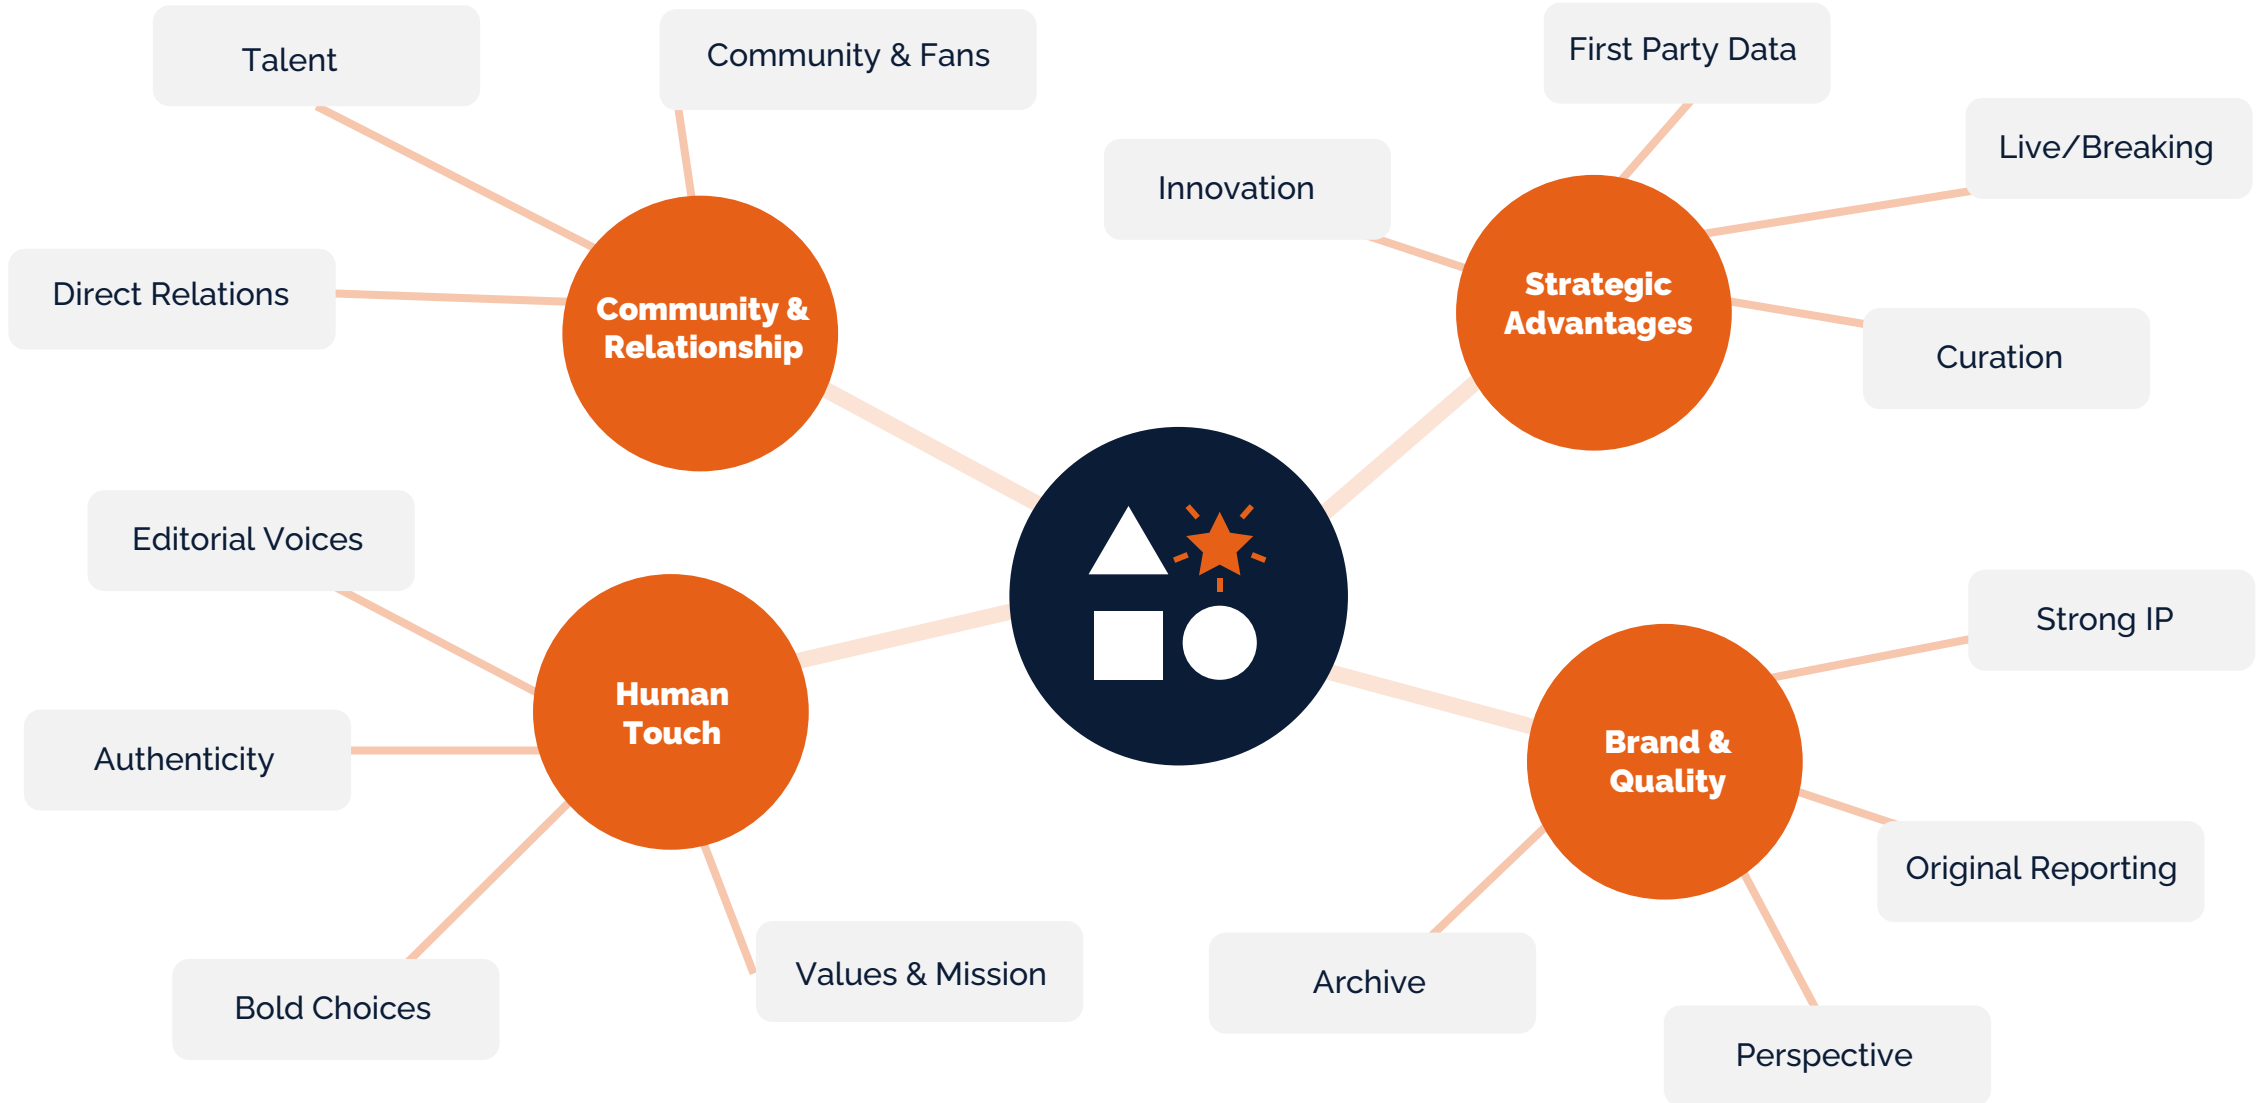 Talent
Community & Fans
Direct Relations
Community &
Relationship
First Party Data
Live/Breaking
Innovation
Strategic
Advantages
Curation
Editorial Voices
Authenticity
Human
Touch
Bold Choices
Values & Mission
Strong IP
Brand &
Quality
Original Reporting
Archive
Perspective